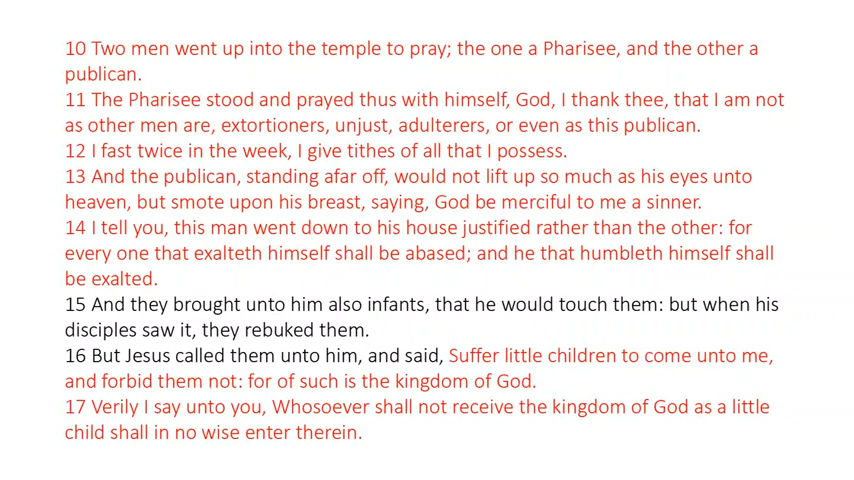 10 Two men went up into the temple to pray; the one a Pharisee, and the other a
publican.
11 The Pharisee stood and prayed thus with himself, God, I thank thee, that I am not
as other men are, extortioners, unjust, adulterers, or even as this publican.
12 I fast twice in the week, I give tithes of all that I possess.
13 And the publican, standing afar off, would not lift up so much as his eyes unto
heaven, but smote upon his breast, saying, God be merciful to me a sinner.
14 I tell you, this man went down to his house justified rather than the other: for
every one that exalteth himself shall be abased; and he that humbleth himself shall
be exalted.
15 And they brought unto him also infants, that he would touch them: but when his
disciples saw it, they rebuked them.
16 But Jesus called them unto him, and said, Suffer little children to come unto me,
and forbid them not: for of such is the kingdom of God.
17 Verily I say unto you, Whosoever shall not receive the kingdom of God as a little
child shall in no wise enter therein.